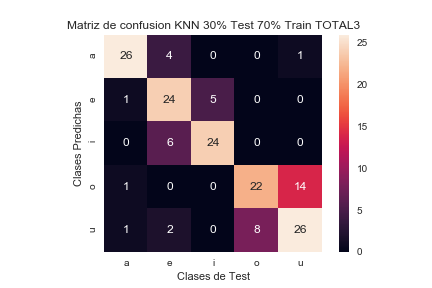 Matriz de confusion KNN 30% Test 70% Train TOTAL3
a 26 4 0 0 1
e 1 24 5 0 0
i 0 6 24 0 0
o 1 0 0 22 14
u 1 2 0 8 26
a e i o u
Clases Predichas
Clases de Test
25
20
15
10
5
0